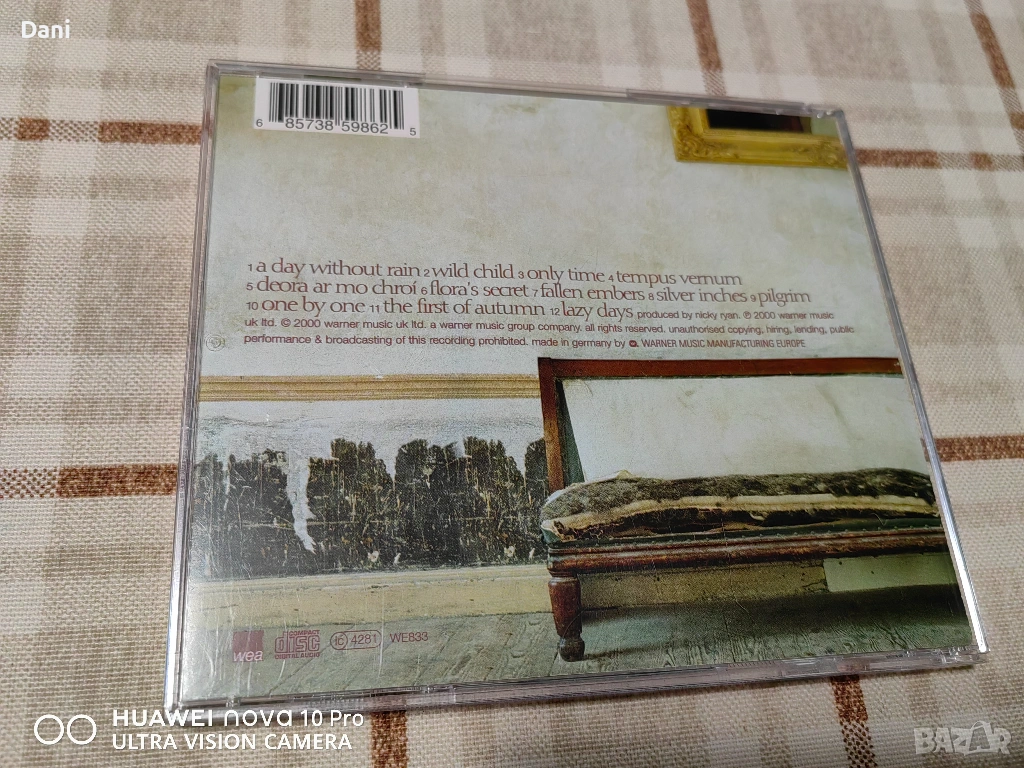 Dani
6 85738 59862 5
1 a day without rain 2 wild child 3 only time 4 tempus vernum
5 deora ar mo chroí 6 flora's secret 7 fallen embers 8 silver inches 9 pilgrim
10 one by one 11 the first of autumn 12 lazy days produced by nicky ryan. ℗ 2000 warner music
uk ltd. © 2000 warner music uk ltd. a warner music group company. all rights reserved. unauthorised copying, hiring, lending, public
performance & broadcasting of this recording prohibited. made in germany by WARNER MUSIC MANUFACTURING EUROPE
wea COMPACT disc DIGITAL AUDIO LC 4281 WE833
HUAWEI nova 10 Pro
ULTRA VISION CAMERA
BAZAR